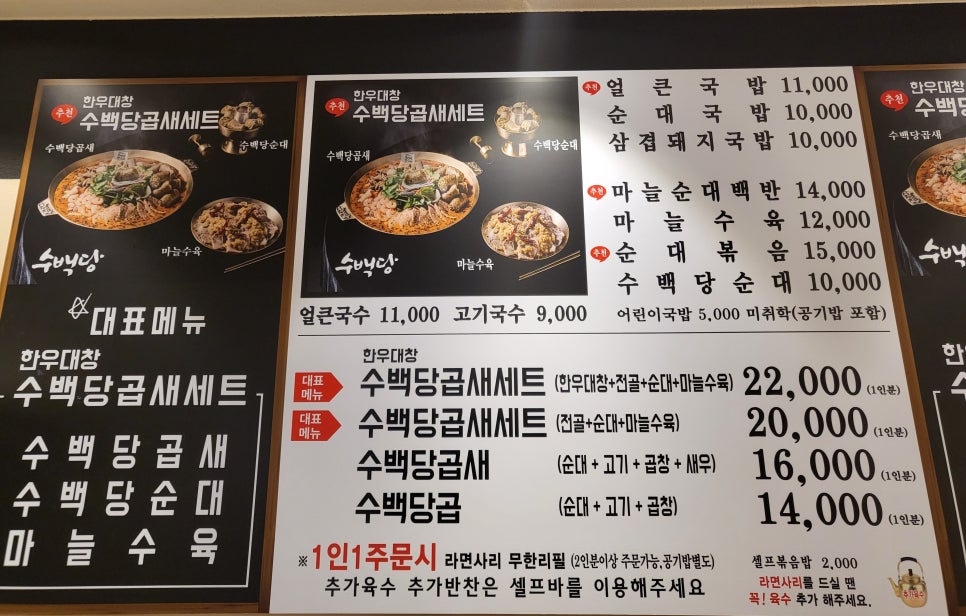 추천
한우대창
수백당곱새세트
수백당곱새
수백당순대
마늘수육
수백당
대표메뉴
한우대창
수백당곱새세트
수백당곱새
수백당순대
마늘수육
추천
한우대창
수백당곱새세트
수백당곱새
수백당순대
마늘수육
수백당
추천 얼큰국밥 11,000
순대국밥 10,000
삼겹돼지국밥 10,000
추천 마늘순대백반 14,000
마늘수육 12,000
추천 순대볶음 15,000
수백당순대 10,000
얼큰국수 11,000 고기국수 9,000
어린이국밥 5,000 미취학(공기밥 포함)
한우대창
대표메뉴 수백당곱새세트 (한우대창+전골+순대+마늘수육) 22,000 (1인분)
대표메뉴 수백당곱새세트 (전골+순대+마늘수육) 20,000 (1인분)
수백당곱새 (순대 + 고기 + 곱창 + 새우) 16,000 (1인분)
수백당곱 (순대 + 고기 + 곱창) 14,000 (1인분)
※ 1인1주문시 라면사리 무한리필 (2인분이상 주문가능, 공기밥별도)
추가육수 추가반찬은 셀프바를 이용해주세요
셀프볶음밥 2,000
라면사리를 드실 땐
꼭! 육수 추가 해주세요.
추가육수
추천
한우대창
수백당
수백당곱새
수백당